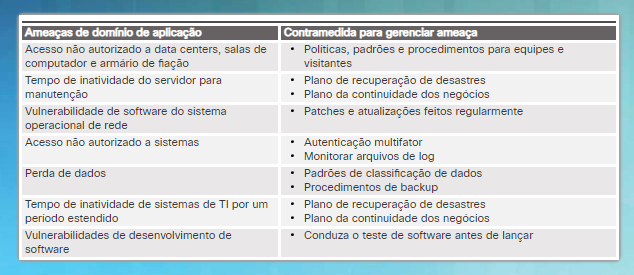 Ameaças de domínio de aplicação
Contramedida para gerenciar ameaça
Acesso não autorizado a data centers, salas de
computador e armário de fiação
• Políticas, padrões e procedimentos para equipes e
visitantes
Tempo de inatividade do servidor para
manutenção
• Plano de recuperação de desastres
• Plano da continuidade dos negócios
Vulnerabilidade de software do sistema
operacional de rede
• Patches e atualizações feitos regularmente
Acesso não autorizado a sistemas
• Autenticação multifator
• Monitorar arquivos de log
Perda de dados
• Padrões de classificação de dados
• Procedimentos de backup
Tempo de inatividade de sistemas de TI por um
período estendido
• Plano de recuperação de desastres
• Plano da continuidade dos negócios
Vulnerabilidades de desenvolvimento de
software
• Conduza o teste de software antes de lançar